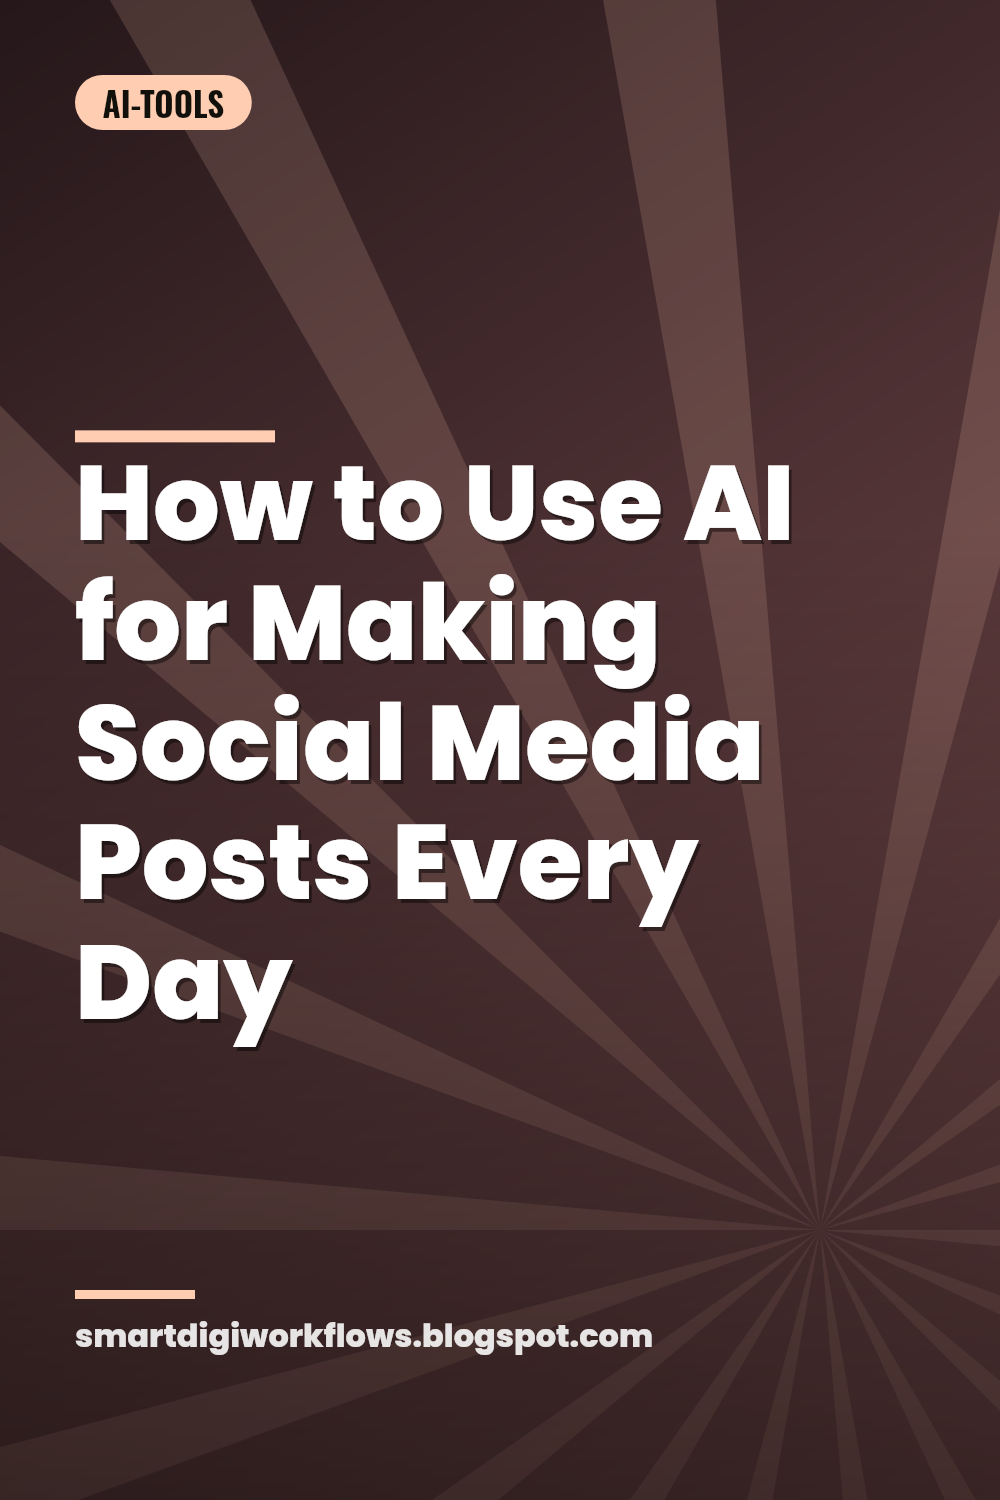 AI-TOOLS
How to Use AI
for Making
Social Media
Posts Every
Day
smartdigiworkflows.blogspot.com